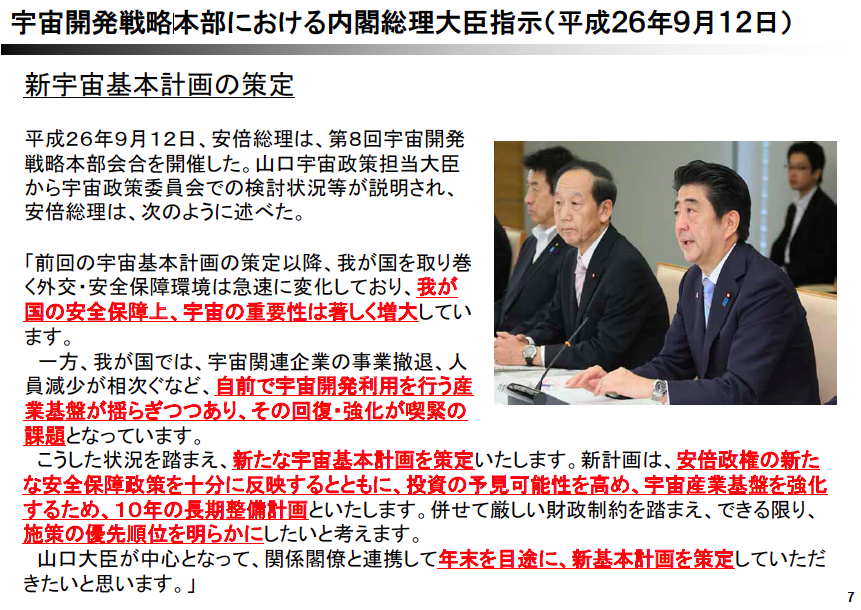 宇宙開発戦略本部における内閣総理大臣指示(平成26年9月12日)
新宇宙基本計画の策定
平成26年9月12日、安倍総理は、第8回宇宙開発
戦略本部会合を開催した。山口宇宙政策担当大臣
から宇宙政策委員会での検討状況等が説明され、
安倍総理は、次のように述べた。
「前回の宇宙基本計画の策定以降、我が国を取り巻
く外交・安全保障環境は急速に変化しており、我が
国の安全保障上、宇宙の重要性は著しく増大してい
ます。
一方、我が国では、宇宙関連企業の事業撤退、人
員減少が相次ぐなど、自前で宇宙開発利用を行う産
業基盤が揺らぎつつあり、その回復・強化が喫緊の
課題となっています。
こうした状況を踏まえ、新たな宇宙基本計画を策定いたします。新計画は、安倍政権の新た
な安全保障政策を十分に反映するとともに、投資の予見可能性を高め、宇宙産業基盤を強化
するため、10年の長期整備計画といたします。併せて厳しい財政制約を踏まえ、できる限り、
施策の優先順位を明らかにしたいと考えます。
山口大臣が中心となって、関係閣僚と連携して年末を目途に、新基本計画を策定していただ
きたいと思います。」
7